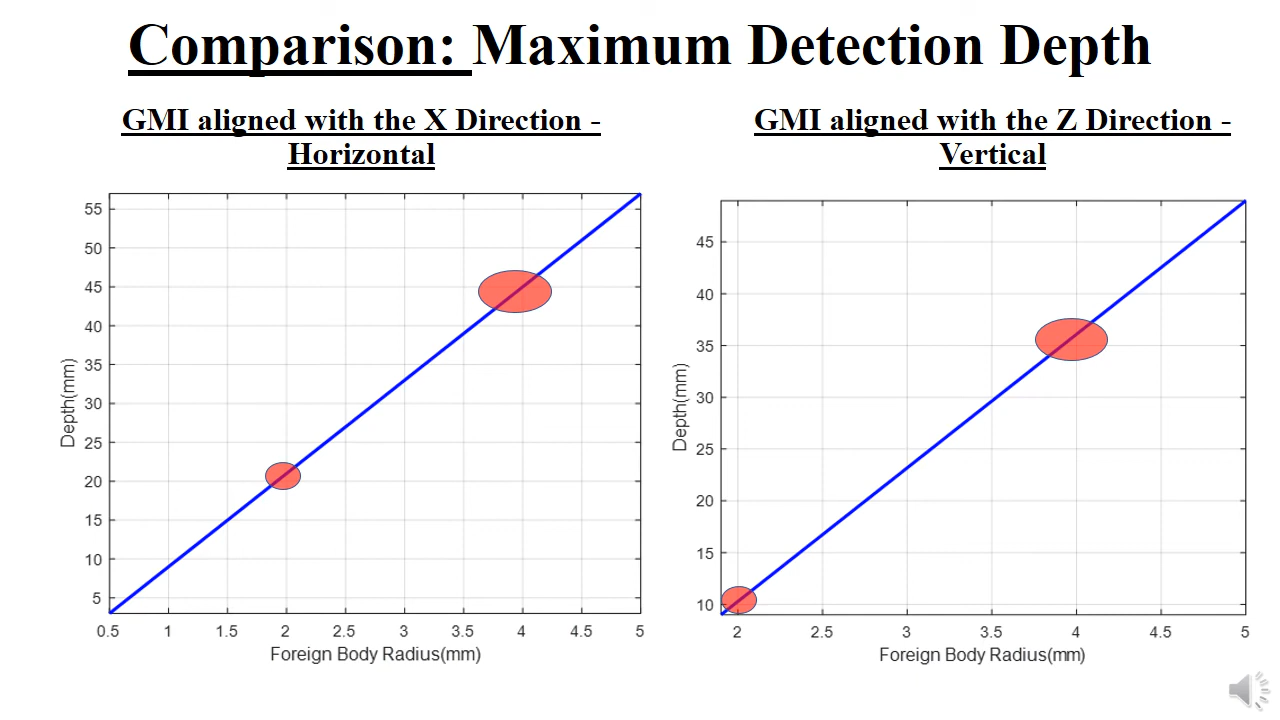 Comparison: Maximum Detection Depth
GMI aligned with the X Direction -
Horizontal
55
50
45
40
35
30
25
20
15
10
5
Depth(mm)
0.5 1 1.5 2 2.5 3 3.5 4 4.5 5
Foreign Body Radius(mm)
GMI aligned with the Z Direction -
Vertical
45
40
35
30
25
20
15
10
Depth(mm)
2 2.5 3 3.5 4 4.5 5
Foreign Body Radius(mm)